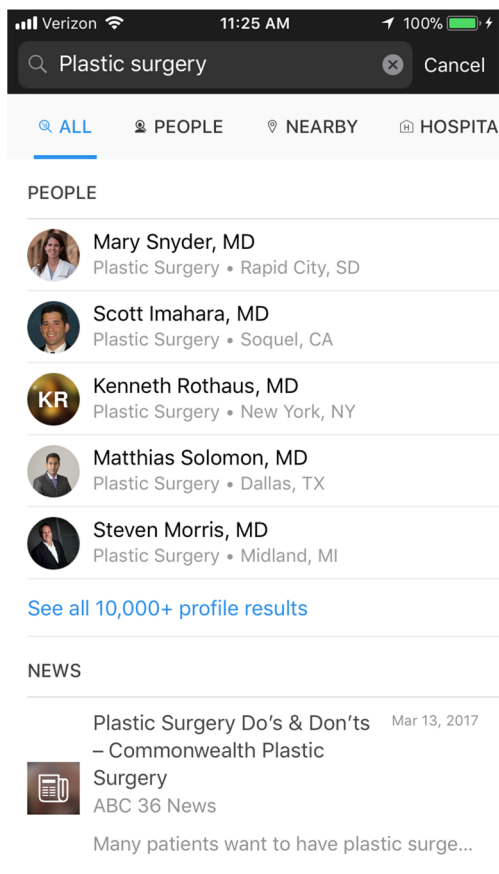 Verizon 11:25 AM 100%
Plastic surgery Cancel
ALL PEOPLE NEARBY HOSPITA
PEOPLE
Mary Snyder, MD
Plastic Surgery • Rapid City, SD
Scott Imahara, MD
Plastic Surgery • Soquel, CA
KR
Kenneth Rothaus, MD
Plastic Surgery • New York, NY
Matthias Solomon, MD
Plastic Surgery • Dallas, TX
Steven Morris, MD
Plastic Surgery • Midland, MI
See all 10,000+ profile results
NEWS
Plastic Surgery Do’s & Don’ts Mar 13, 2017
– Commonwealth Plastic
Surgery
ABC 36 News
Many patients want to have plastic surge...